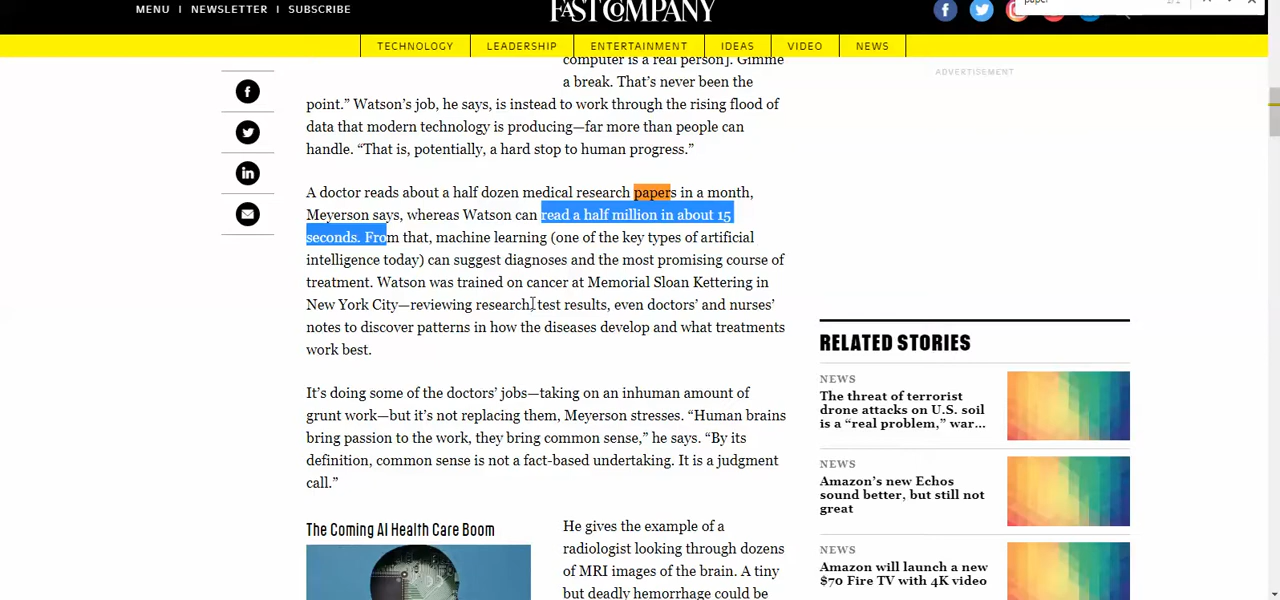 MENU | NEWSLETTER | SUBSCRIBE
FAST COMPANY
paper
TECHNOLOGY
LEADERSHIP
ENTERTAINMENT
IDEAS
VIDEO
NEWS
computer is a real person]. Gimme
a break. That’s never been the
point.” Watson’s job, he says, is instead to work through the rising flood of
data that modern technology is producing—far more than people can
handle. “That is, potentially, a hard stop to human progress.”
A doctor reads about a half dozen medical research papers in a month,
Meyerson says, whereas Watson can read a half million in about 15
seconds. From that, machine learning (one of the key types of artificial
intelligence today) can suggest diagnoses and the most promising course of
treatment. Watson was trained on cancer at Memorial Sloan Kettering in
New York City—reviewing research, test results, even doctors’ and nurses’
notes to discover patterns in how the diseases develop and what treatments
work best.
It’s doing some of the doctors’ jobs—taking on an inhuman amount of
grunt work—but it’s not replacing them, Meyerson stresses. “Human brains
bring passion to the work, they bring common sense,” he says. “By its
definition, common sense is not a fact-based undertaking. It is a judgment
call.”
The Coming AI Health Care Boom
He gives the example of a
radiologist looking through dozens
of MRI images of the brain. A tiny
but deadly hemorrhage could be
ADVERTISEMENT
RELATED STORIES
NEWS
The threat of terrorist
drone attacks on U.S. soil
is a “real problem,” war...
NEWS
Amazon’s new Echos
sound better, but still not
great
NEWS
Amazon will launch a new
$70 Fire TV with 4K video